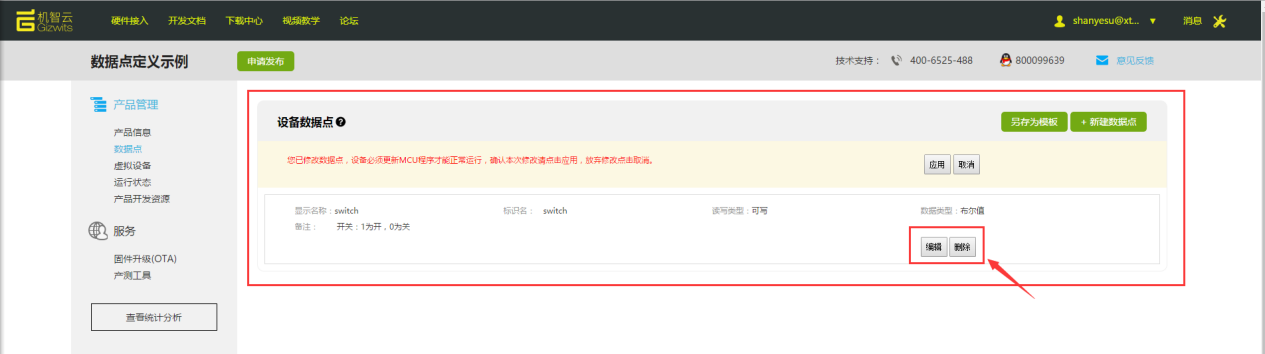 机智云
Gizwits
硬件接入 开发文档 下载中心 视频教学 论坛
shanyesu@xt... ▼ 消息
数据点定义示例 申请发布
技术支持： 400-6525-488 800099639 意见反馈
产品管理
产品信息
数据点
虚拟设备
运行状态
产品开发资源
服务
固件升级(OTA)
产测工具
查看统计分析
设备数据点 ?
另存为模板 + 新建数据点
您已修改数据点，设备必须更新MCU程序才能正常运行，确认本次修改请点击应用，放弃修改点击取消。
应用 取消
显示名称：switch 标识名： switch 读写类型：可写 数据类型：布尔值
备注： 开关：1为开，0为关
编辑 删除